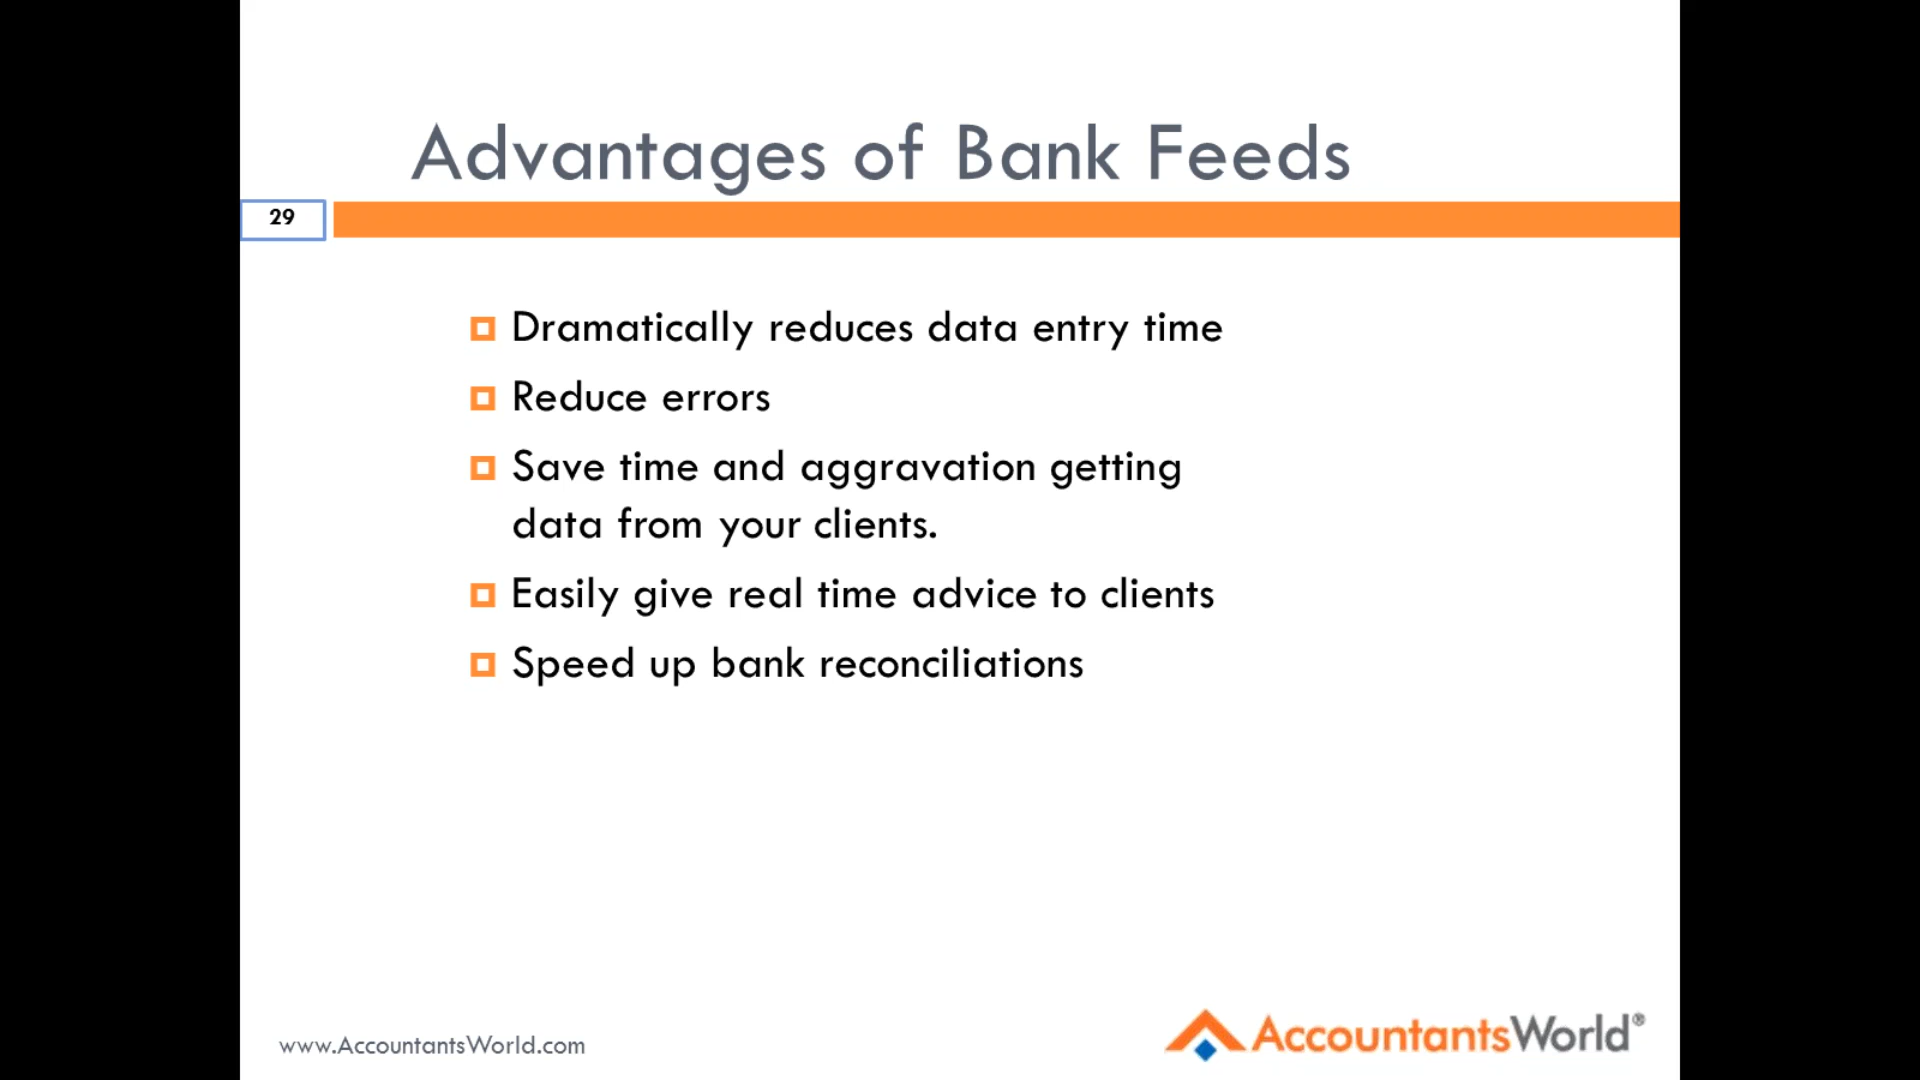 Advantages of Bank Feeds
29
Dramatically reduces data entry time
Reduce errors
Save time and aggravation getting
data from your clients.
Easily give real time advice to clients
Speed up bank reconciliations
www.AccountantsWorld.com
AccountantsWorld®